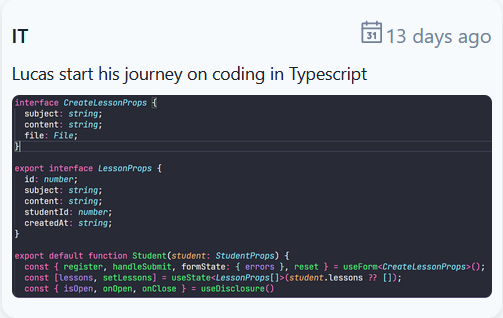 IT
31 13 days ago
Lucas start his journey on coding in Typescript
interface CreateLessonProps {
subject: string;
content: string;
file: File;
}
export interface LessonProps {
id: number;
subject: string;
content: string;
studentId: number;
createdAt: string;
}
export default function Student(student: StudentProps) {
const { register, handleSubmit, formState: { errors }, reset } = useForm<CreateLessonProps>();
const [lessons, setLessons] = useState<LessonProps[]>(student.lessons ?? []);
const { isOpen, onOpen, onClose } = useDisclosure()